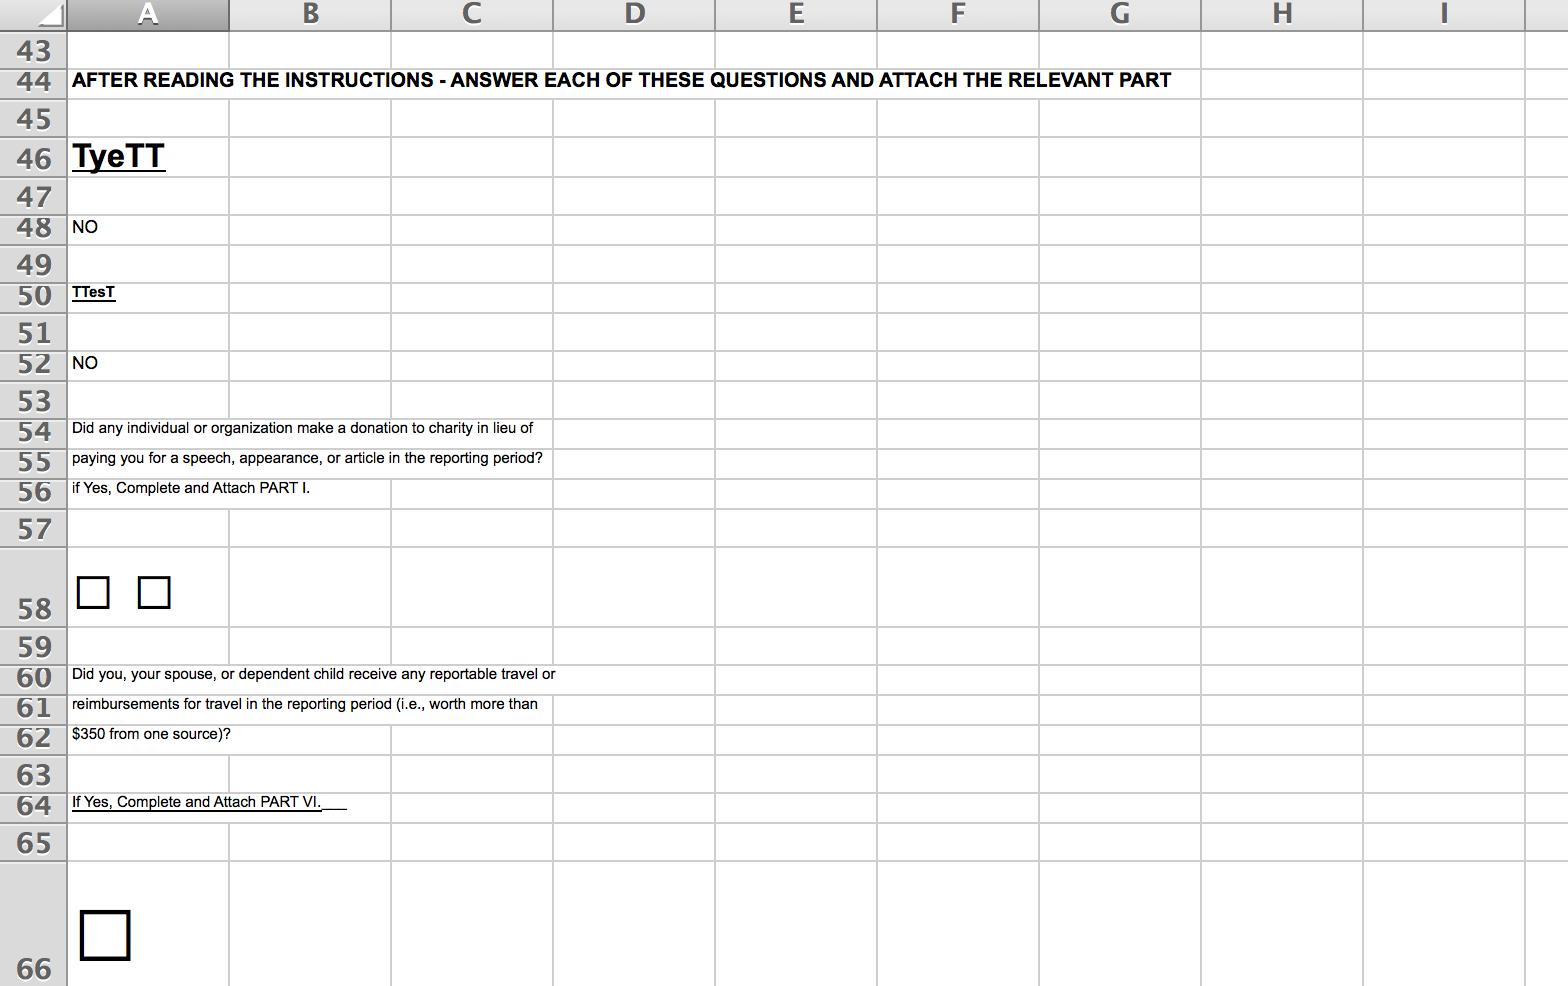 A B C D E F G H I
43
44 AFTER READING THE INSTRUCTIONS - ANSWER EACH OF THESE QUESTIONS AND ATTACH THE RELEVANT PART
45
46 TyeTT
47
48 NO
49
50 TTesT
51
52 NO
53
54 Did any individual or organization make a donation to charity in lieu of
55 paying you for a speech, appearance, or article in the reporting period?
56 if Yes, Complete and Attach PART I.
57
58 □ □
59
60 Did you, your spouse, or dependent child receive any reportable travel or
61 reimbursements for travel in the reporting period (i.e., worth more than
62 $350 from one source)?
63
64 If Yes, Complete and Attach PART VI.___
65
66 □